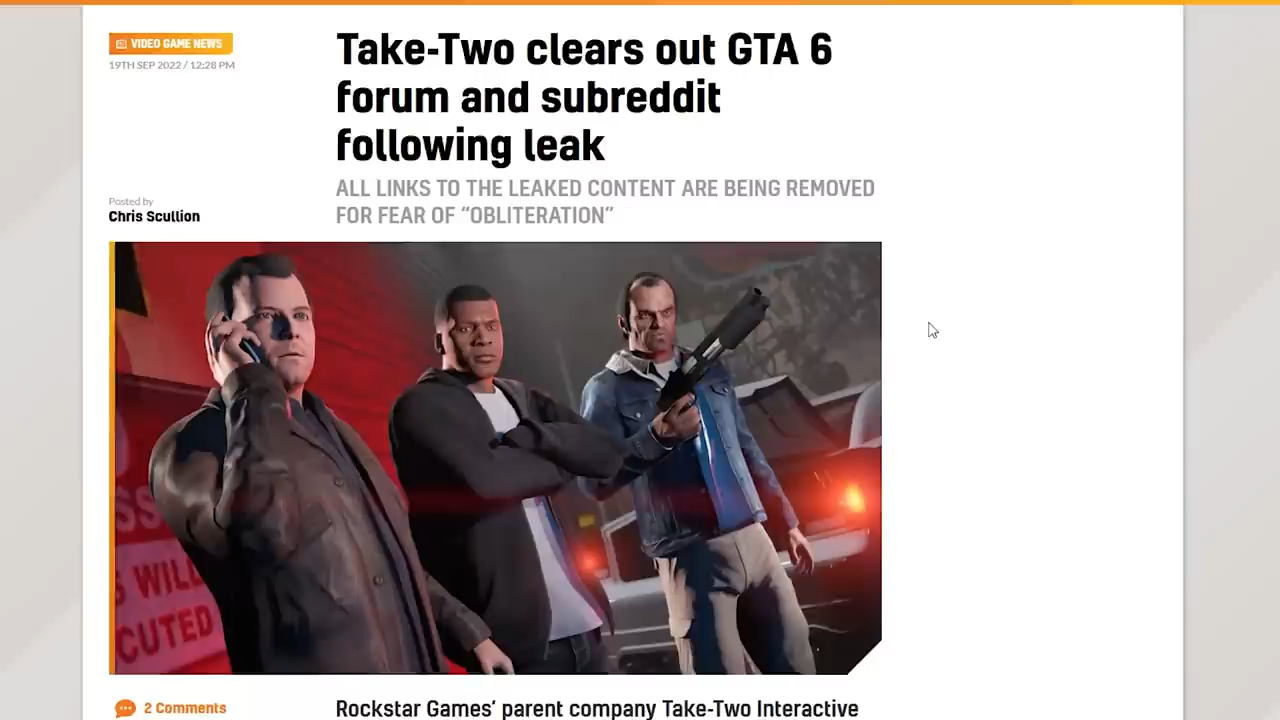 VIDEO GAME NEWS
19TH SEP 2022 / 12:28 PM
Take-Two clears out GTA 6
forum and subreddit
following leak
ALL LINKS TO THE LEAKED CONTENT ARE BEING REMOVED
FOR FEAR OF “OBLITERATION”
Posted by
Chris Scullion
WILL
CUTED
2 Comments
Rockstar Games’ parent company Take-Two Interactive